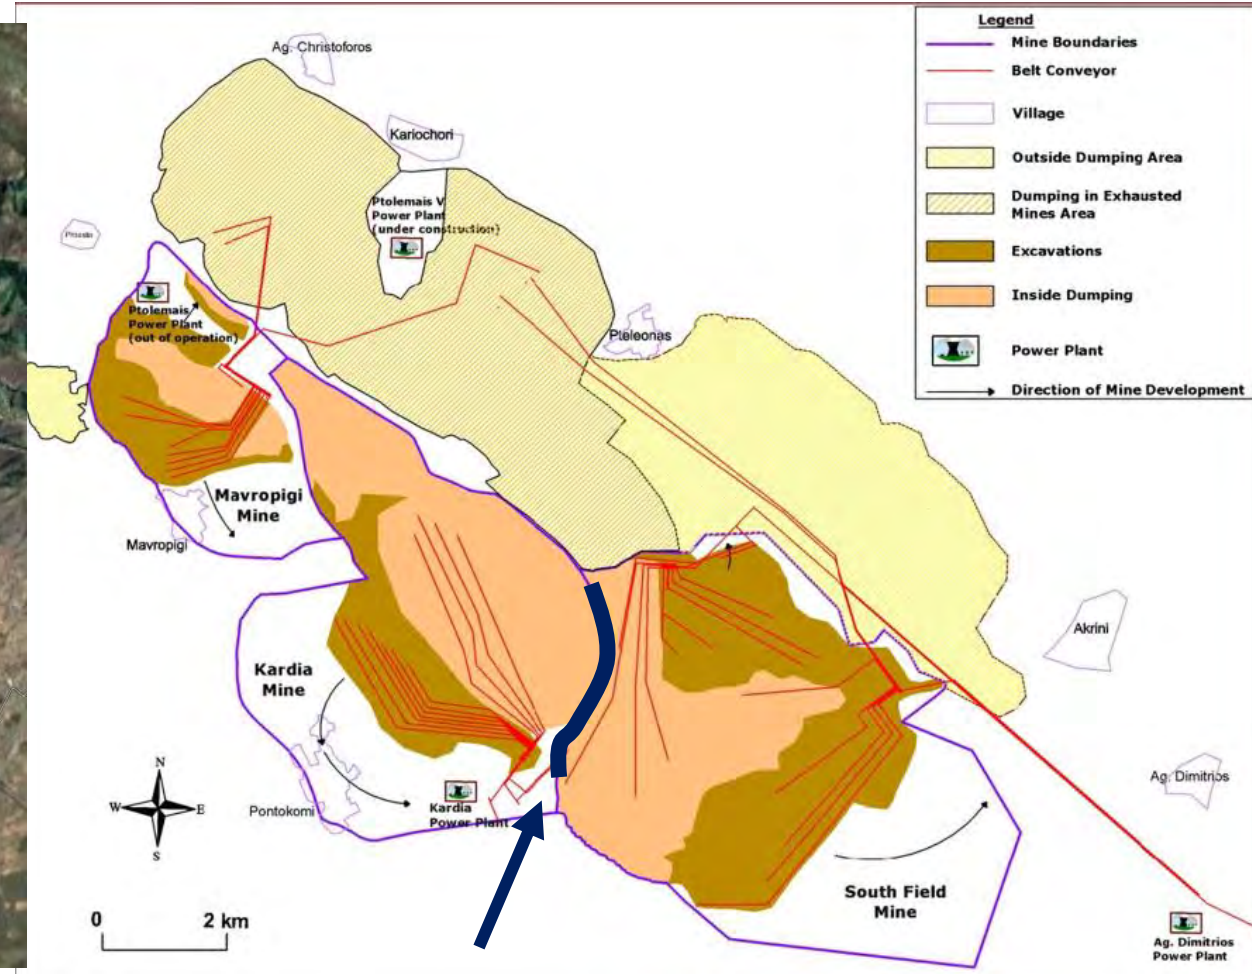 Legend
Mine Boundaries
Belt Conveyor
Village
Outside Dumping Area
Dumping in Exhausted
Mines Area
Excavations
Inside Dumping
Power Plant
Direction of Mine Development
Ag. Christoforos
Kariochori
Ptolemais V
Power Plant
(under construction)
Ptolemais
Power Plant
(out of operation)
Pteleonas
Mavropigi
Mine
Mavropigi
Akrini
Kardia
Mine
Ag. Dimitrios
Pontokomi
Kardia
Power Plant
N
W
E
S
South Field
Mine
0
2 km
Ag. Dimitrios
Power Plant